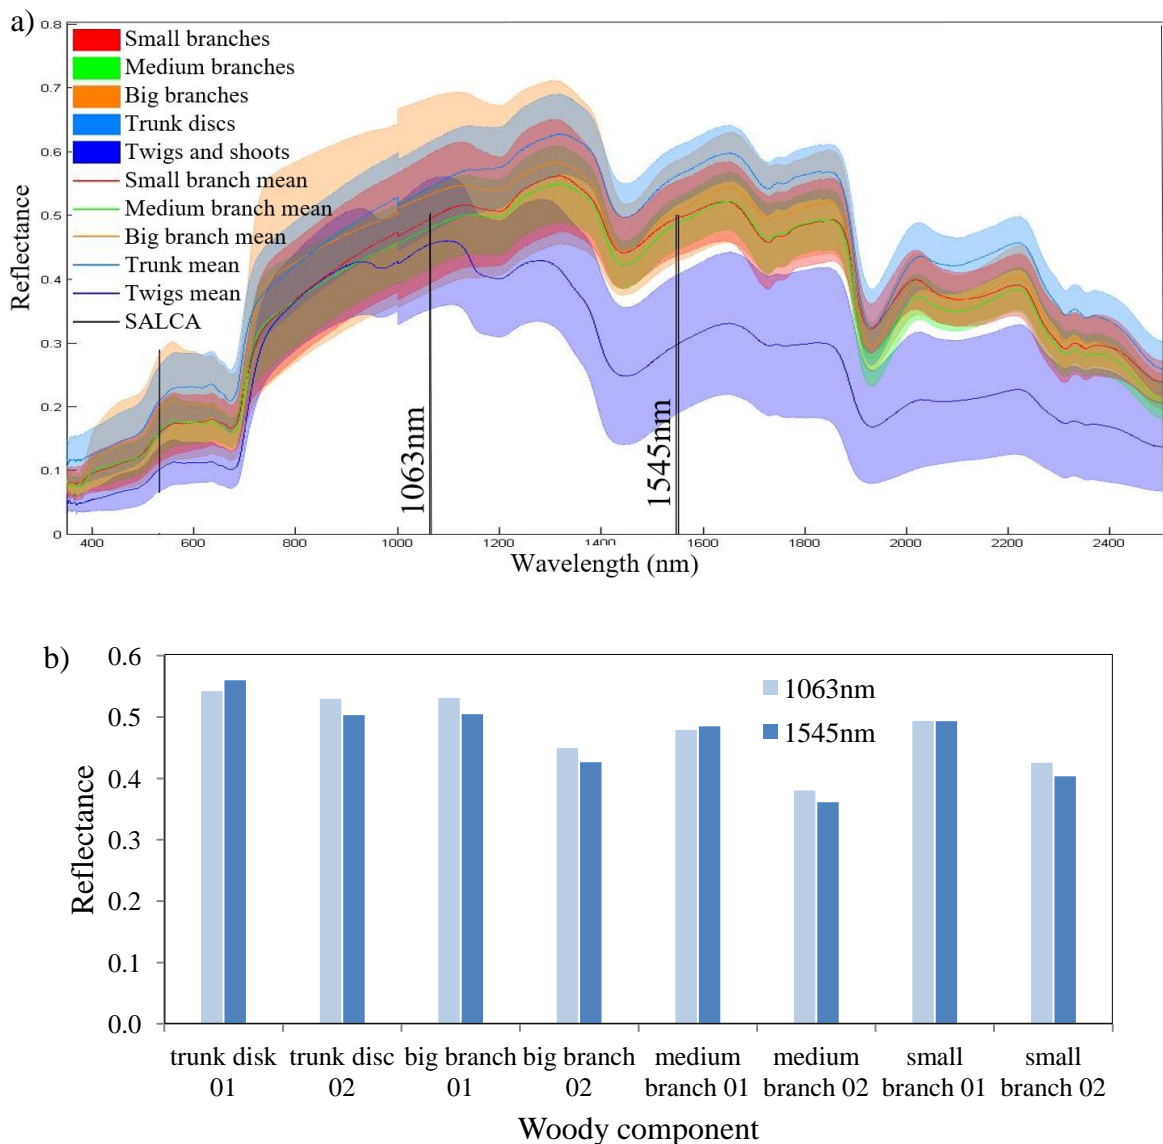 a)
0.8
0.7
0.6
0.5
0.4
0.3
0.2
0.1
0
Reflectance
Small branches
Medium branches
Big branches
Trunk discs
Twigs and shoots
Small branch mean
Medium branch mean
Big branch mean
Trunk mean
Twigs mean
SALCA
1063nm
1545nm
400 600 800 1000 1200 1400 1600 1800 2000 2200 2400
Wavelength (nm)
b)
0.6
0.5
0.4
0.3
0.2
0.1
0.0
Reflectance
1063nm
1545nm
trunk disk trunk disc big branch big branch medium medium small small
01 02 01 02 branch 01 branch 02 branch 01 branch 02
Woody component